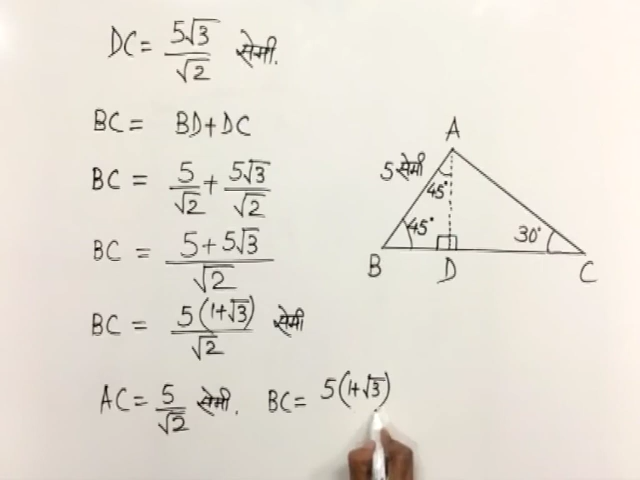 DC = 5√3/√2 सेमी.
BC = BD+DC
BC = 5/√2 + 5√3/√2
BC = 5+5√3/√2
BC = 5(1+√3)/√2 सेमी
AC = 5/√2 सेमी. BC = 5(1+√3)
A
5 सेमी
45°
45°
30°
B D C